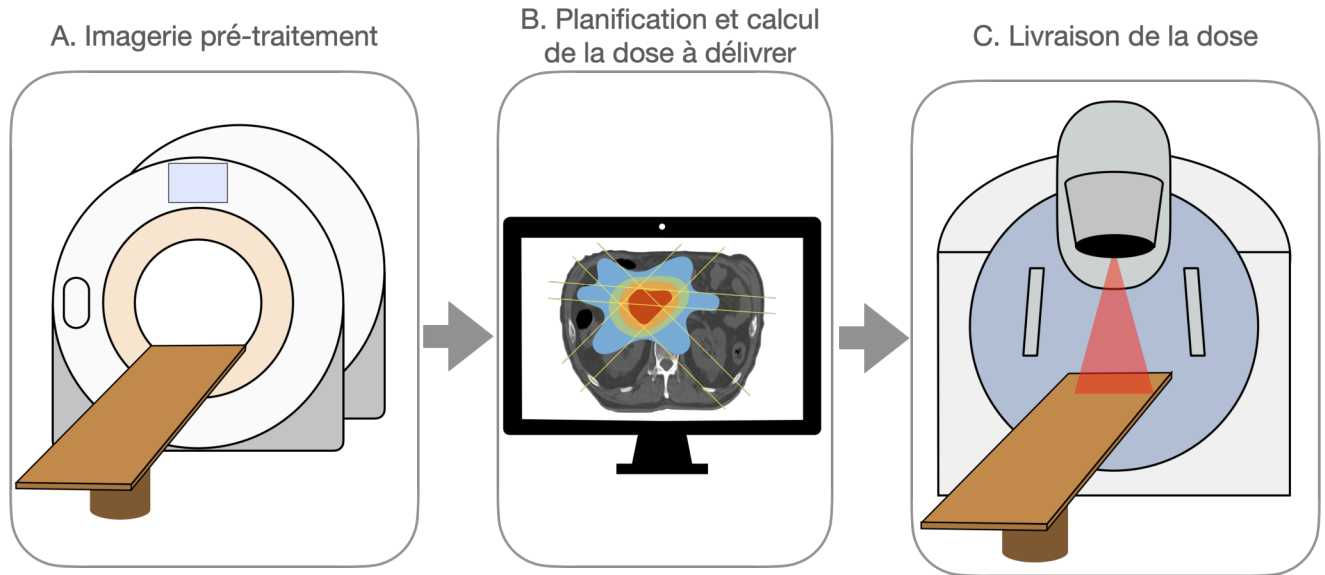 A. Imagerie pré-traitement
B. Planification et calcul
de la dose à délivrer
C. Livraison de la dose